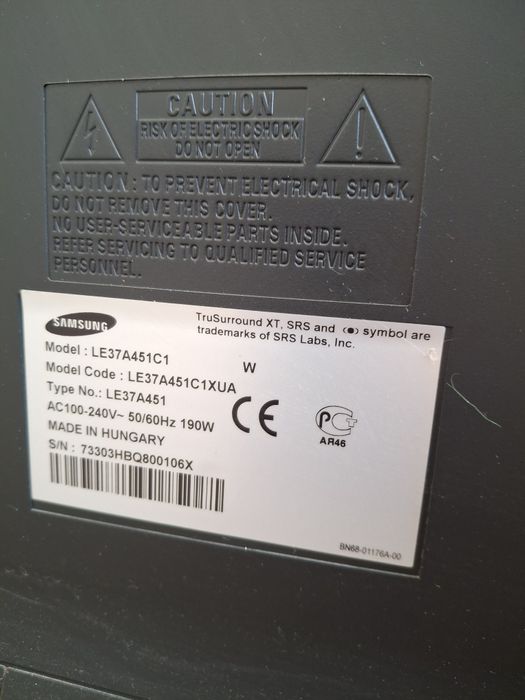 CAUTION
RISK OF ELECTRIC SHOCK
DO NOT OPEN
CAUTION : TO PREVENT ELECTRICAL SHOCK,
DO NOT REMOVE THIS COVER.
NO USER-SERVICEABLE PARTS INSIDE.
REFER SERVICING TO QUALIFIED SERVICE
PERSONNEL.
SAMSUNG
TruSurround XT, SRS and (●) symbol are
trademarks of SRS Labs, Inc.
Model : LE37A451C1 W
Model Code : LE37A451C1XUA
Type No.: LE37A451
AC100-240V~ 50/60Hz 190W
MADE IN HUNGARY
S/N : 73303HBQ800106X
CE
РСТ
АЯ46
BN68-01176A-00